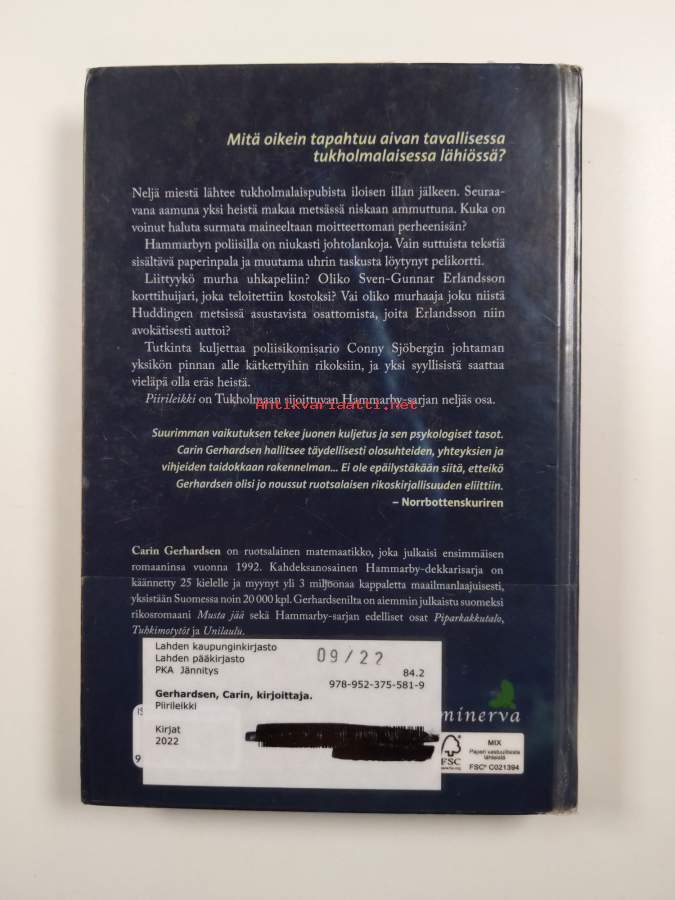 Mitä oikein tapahtuu aivan tavallisessa
tukholmalaisessa lähiössä?
Neljä miestä lähtee tukholmalaispubista iloisen illan jälkeen. Seuraa-
vana aamuna yksi heistä makaa metsässä niskaan ammuttuna. Kuka on
voinut haluta surmata maineeltaan moitteettoman perheenisän?
Hammarbyn poliisilla on niukasti johtolankoja. Vain suttuista tekstiä
sisältävä paperinpala ja muutama uhrin taskusta löytynyt pelikortti.
Liittyykö murha uhkapeliin? Oliko Sven-Gunnar Erlandsson
korttihuijari, joka teloitettiin kostoksi? Vai oliko murhaaja joku niistä
Huddingen metsissä asustavista osattomista, joita Erlandsson niin
avokätisesti auttoi?
Tutkinta kuljettaa poliisikomisario Conny Sjöbergin johtaman
yksikön pinnan alle kätkettyihin rikoksiin, ja yksi syyllisistä saattaa
vieläpä olla eräs heistä.
Piirileikki on Tukholmaan sijoittuvan Hammarby-sarjan neljäs osa.
Antikvariaatti.net
Suurimman vaikutuksen tekee juonen kuljetus ja sen psykologiset tasot.
Carin Gerhardsen hallitsee täydellisesti olosuhteiden, yhteyksien ja
vihjeiden taidokkaan rakennelman... Ei ole epäilystäkään siitä, etteikö
Gerhardsen olisi jo noussut ruotsalaisen rikoskirjallisuuden eliittiin.
– Norrbottenskuriren
Carin Gerhardsen on ruotsalainen matemaatikko, joka julkaisi ensimmäisen
romaaninsa vuonna 1992. Kahdeksanosainen Hammarby-dekkarisarja on
käännetty 25 kielelle ja myynyt yli 3 miljoonaa kappaletta maailmanlaajuisesti,
yksistään Suomessa noin 20 000 kpl. Gerhardsenilta on aiemmin julkaistu suomeksi
rikosromaani Musta jää sekä Hammarby-sarjan edelliset osat Piparkakkutalo,
Tuhkimotytöt ja Unilaulu.
Lahden kaupunginkirjasto
Lahden pääkirjasto
PKA Jännitys
09/22
84.2
978-952-375-581-9
Gerhardsen, Carin, kirjoittaja.
Piirileikki
Kirjat
2022
IS
9
minerva
FSC
MIX
Paperi vastuullisista
lähteistä
FSC® C021394